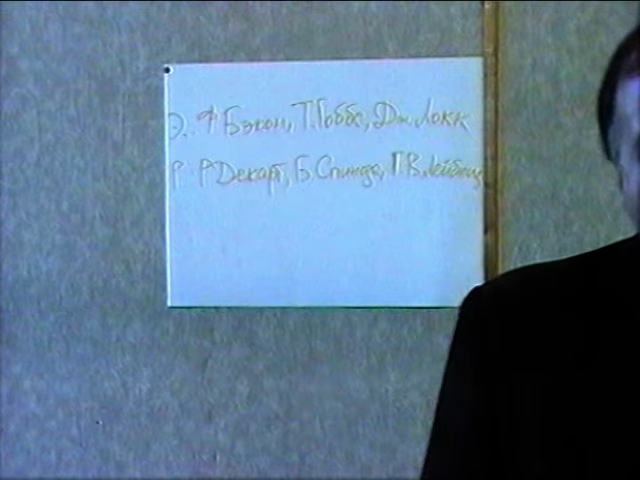 Э. Ф Бэкон, Т. Гоббс, Дж Локк
Р Р Декарт, Б. Спиноза, Г. В. Лейбниц